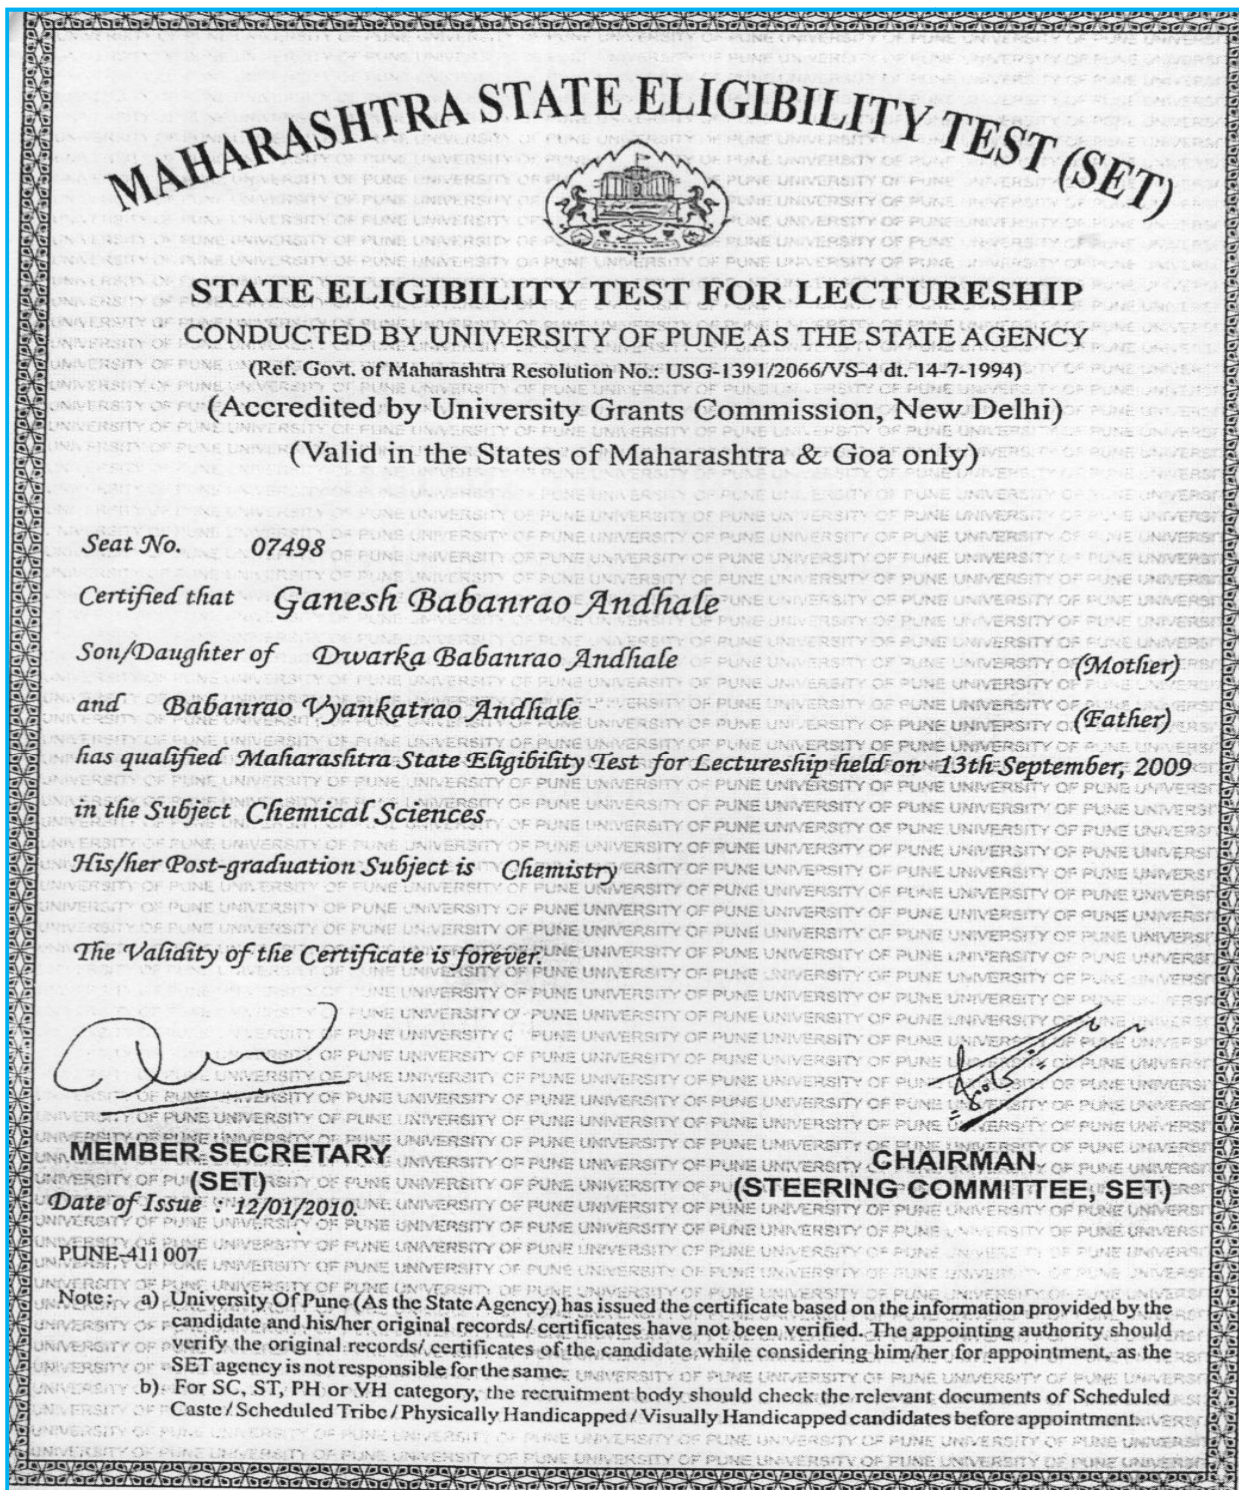 MAHARASHTRA STATE ELIGIBILITY TEST (SET)
STATE ELIGIBILITY TEST FOR LECTURESHIP
CONDUCTED BY UNIVERSITY OF PUNE AS THE STATE AGENCY
(Ref. Govt. of Maharashtra Resolution No.: USG-1391/2066/VS-4 dt. 14-7-1994)
(Accredited by University Grants Commission, New Delhi)
(Valid in the States of Maharashtra & Goa only)
Seat No. 07498
Certified that Ganesh Babanrao Andhale
Son/Daughter of Dwarka Babanrao Andhale (Mother)
and Babanrao Vyankatrao Andhale (Father)
has qualified Maharashtra State Eligibility Test for Lectureship held on 13th September, 2009
in the Subject Chemical Sciences
His/her Post-graduation Subject is Chemistry
The Validity of the Certificate is forever.
MEMBER SECRETARY
(SET)
CHAIRMAN
(STEERING COMMITTEE, SET)
Date of Issue : 12/01/2010.
PUNE-411 007
Note: a) University Of Pune (As the State Agency) has issued the certificate based on the information provided by the
candidate and his/her original records/ certificates have not been verified. The appointing authority should
verify the original records/ certificates of the candidate while considering him/her for appointment, as the
SET agency is not responsible for the same.
b) For SC, ST, PH or VH category, the recruitment body should check the relevant documents of Scheduled
Caste / Scheduled Tribe / Physically Handicapped / Visually Handicapped candidates before appointment.